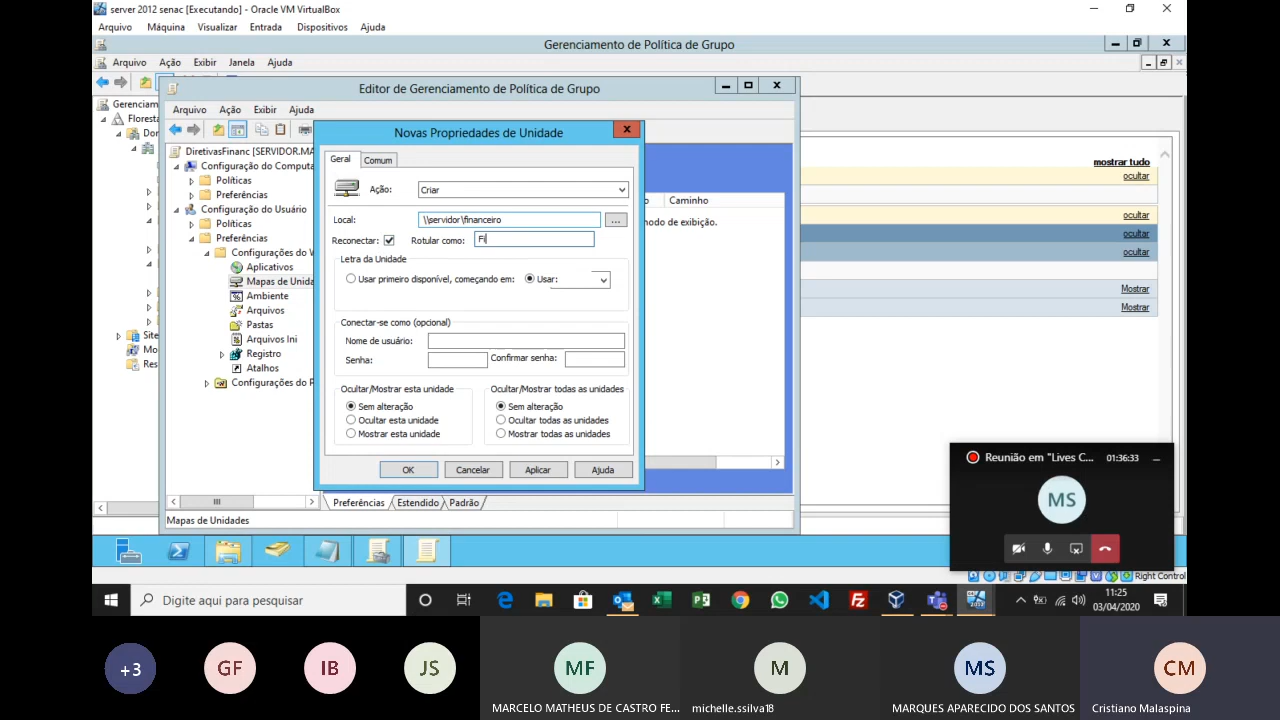 server 2012 senac [Executando] - Oracle VM VirtualBox
Arquivo Máquina Visualizar Entrada Dispositivos Ajuda
Gerenciamento de Política de Grupo
Arquivo Ação Exibir Janela Ajuda
Editor de Gerenciamento de Política de Grupo
Arquivo Ação Exibir Ajuda
Gerenciam
Floresta
Dor
Site
Mo
Res
DiretivasFinanc [SERVIDOR.MA
Configuração do Computa
Políticas
Preferências
Configuração do Usuário
Políticas
Preferências
Configurações do W
Aplicativos
Mapas de Unida
Ambiente
Arquivos
Pastas
Arquivos Ini
Registro
Atalhos
Configurações do P
Novas Propriedades de Unidade
Geral Comum
Ação: Criar
Local: \\servidor\financeiro ...
Reconectar: Rotular como: Fi
Letra da Unidade
Usar primeiro disponível, começando em: Usar:
Conectar-se como (opcional)
Nome de usuário:
Senha: Confirmar senha:
Ocultar/Mostrar esta unidade Ocultar/Mostrar todas as unidades
Sem alteração Sem alteração
Ocultar esta unidade Ocultar todas as unidades
Mostrar esta unidade Mostrar todas as unidades
OK Cancelar Aplicar Ajuda
o Caminho
nodo de exibição.
mostrar tudo
ocultar
ocultar
ocultar
ocultar
Mostrar
Mostrar
Preferências Estendido Padrão
Mapas de Unidades
Reunião em "Lives C... 01:36:33
MS
Right Control
Digite aqui para pesquisar
11:25
03/04/2020
+3 GF IB JS MF M MS CM
MARCELO MATHEUS DE CASTRO FE... michelle.ssilva18 MARQUES APARECIDO DOS SANTOS Cristiano Malaspina